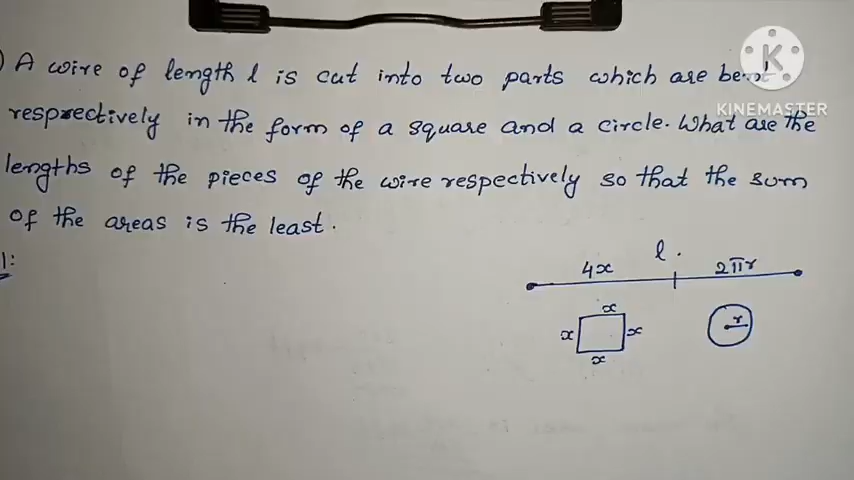 K
KINEMASTER
) A wire of length l is cut into two parts which are bent
resprectively in the form of a square and a circle. What are the
lengths of the pieces of the wire respectively so that the sum
of the areas is the least.
1:
l .
4x 2πr
x
x x
x
r